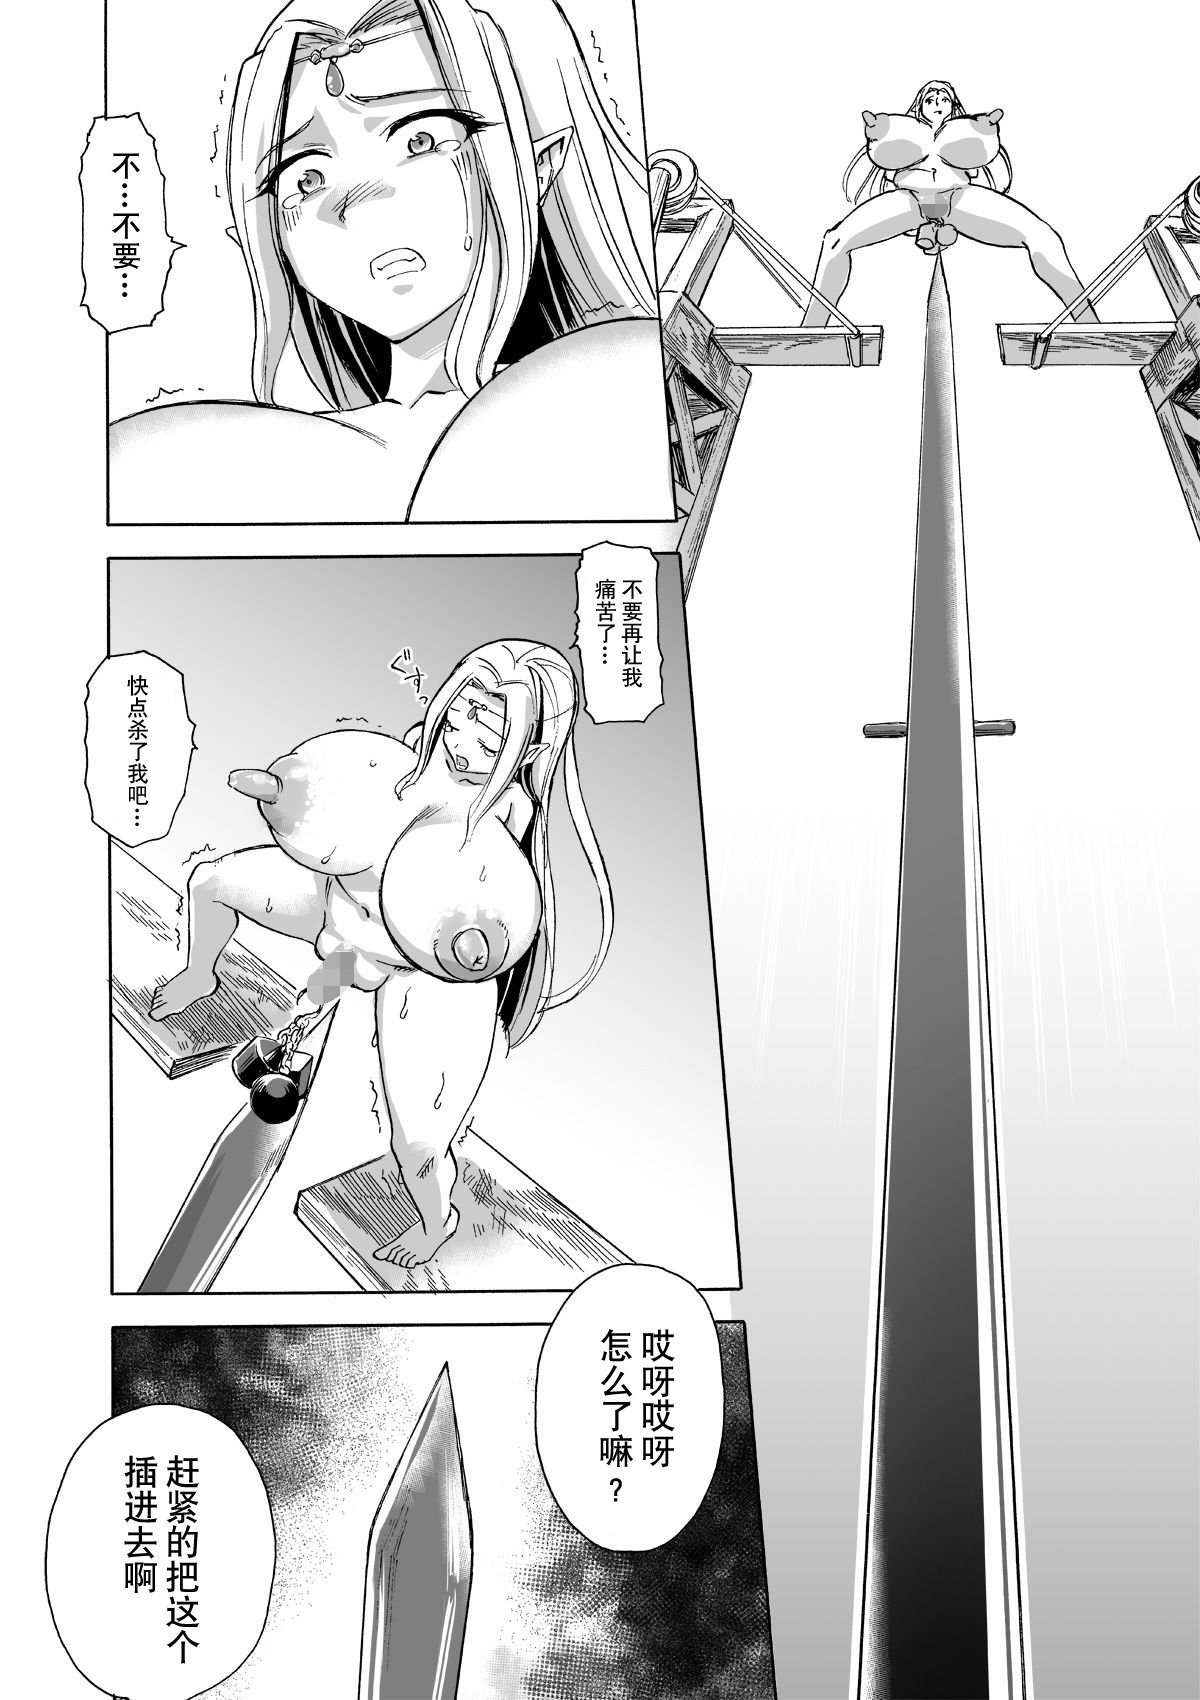 不…不要…
不要再让我
痛苦了…
ぐすっ
快点杀了我吧…
哎呀哎呀
怎么了嘛?
赶紧的把这个
插进去啊